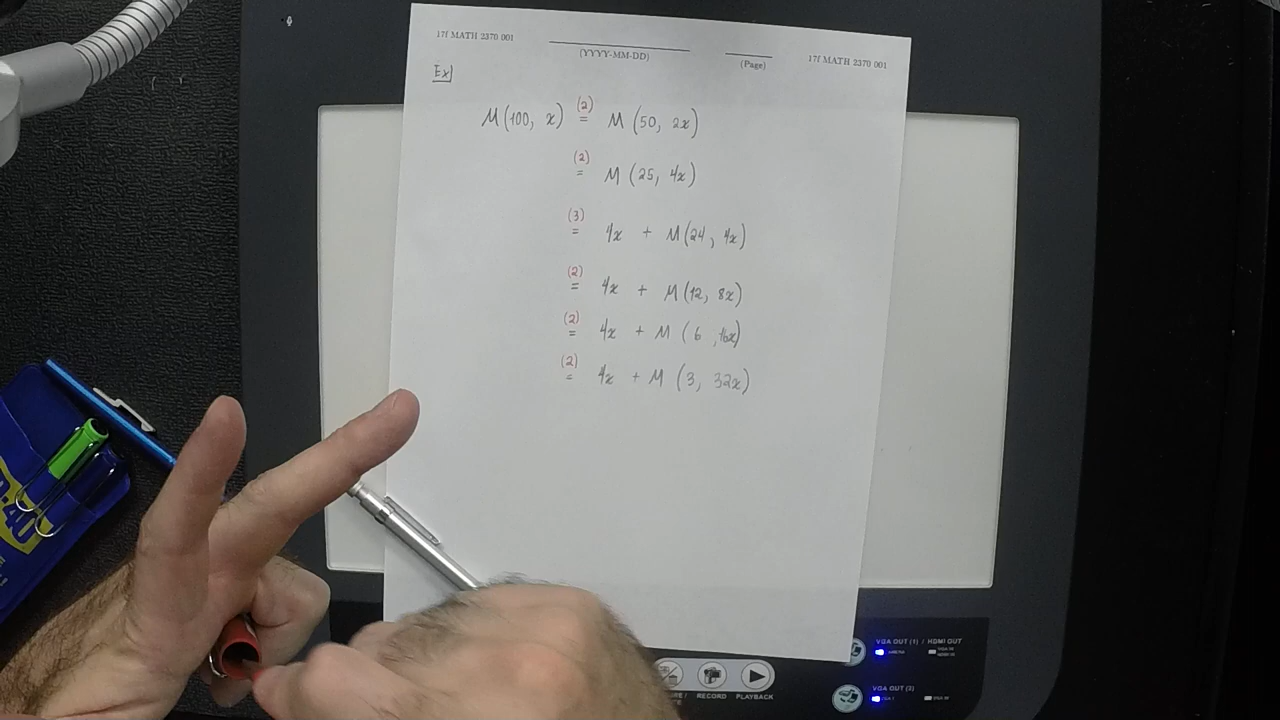 17f MATH 2370 001
(YYYY-MM-DD)
(Page)
17f MATH 2370 001
Ex)
M(100, x) (2)= M(50, 2x)
(2)= M(25, 4x)
(3)= 4x + M(24, 4x)
(2)= 4x + M(12, 8x)
(2)= 4x + M(6, 16x)
(2)= 4x + M(3, 32x)
VGA OUT (1) / HDMI OUT
RECORD
PLAYBACK
VGA OUT (2)